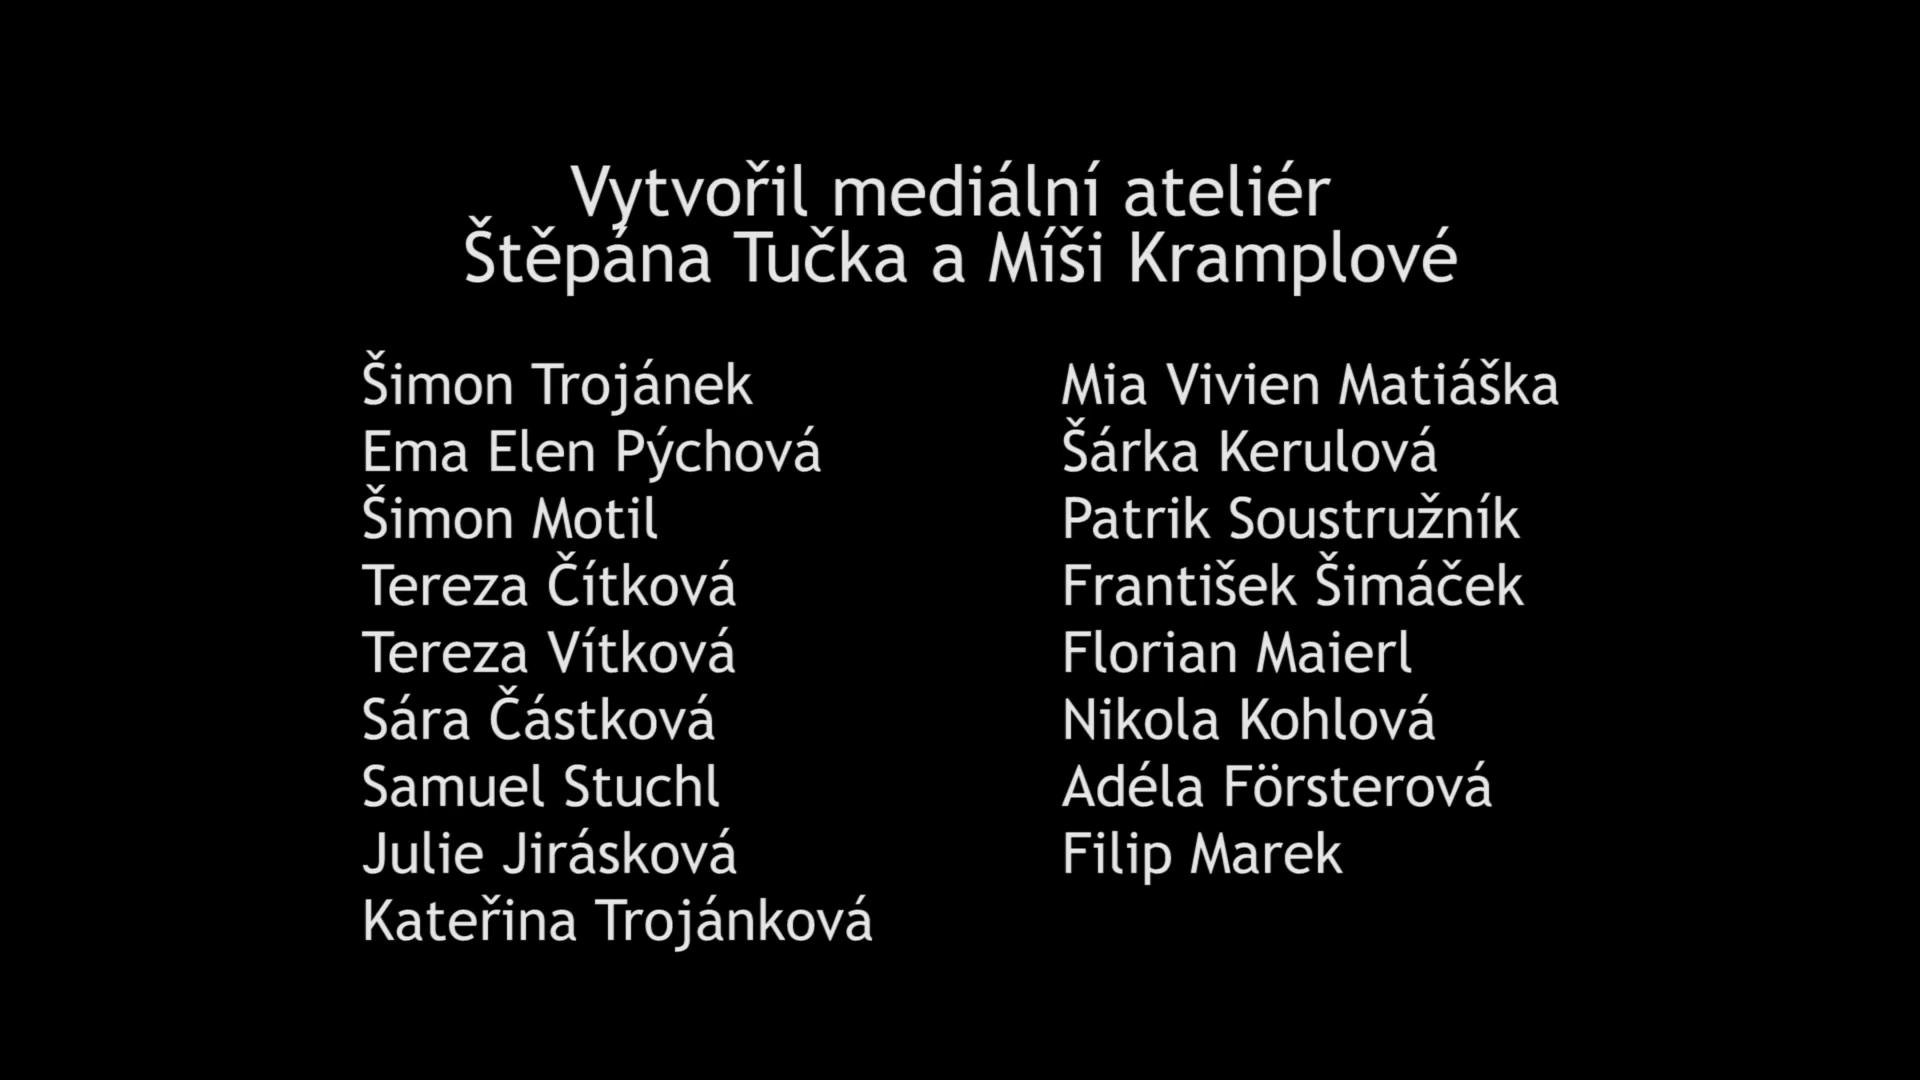 Vytvořil mediální ateliér
Štěpána Tučka a Míši Kramplové
Šimon Trojánek
Ema Elen Pýchová
Šimon Motil
Tereza Čítková
Tereza Vítková
Sára Částková
Samuel Stuchl
Julie Jirásková
Kateřina Trojánková
Mia Vivien Matiáška
Šárka Kerulová
Patrik Soustružník
František Šimáček
Florian Maierl
Nikola Kohlová
Adéla Försterová
Filip Marek